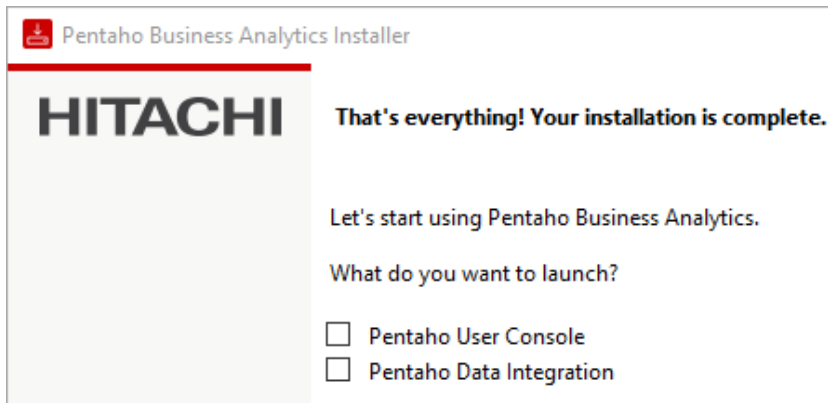 Pentaho Business Analytics Installer
HITACHI
That's everything! Your installation is complete.
Let's start using Pentaho Business Analytics.
What do you want to launch?
Pentaho User Console
Pentaho Data Integration